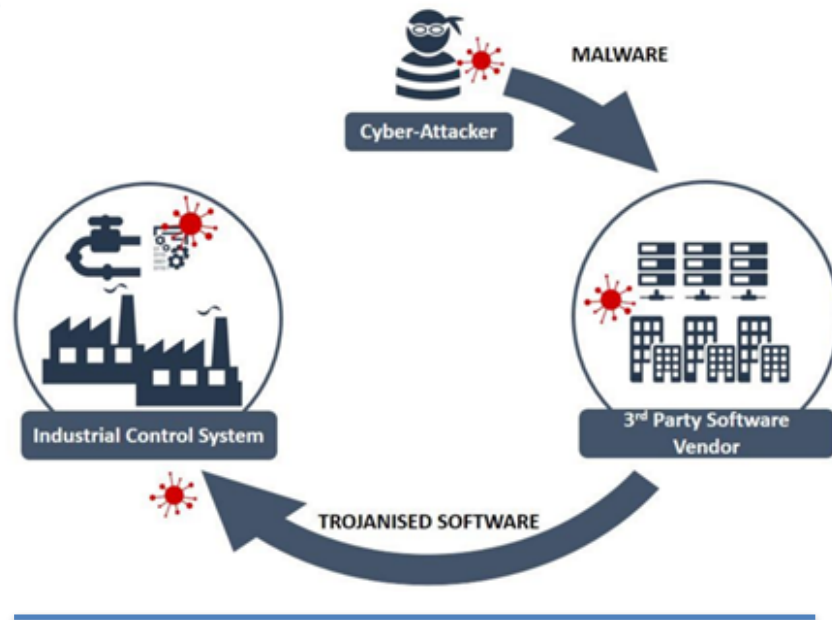 MALWARE
Cyber-Attacker
Industrial Control System
3rd Party Software
Vendor
TROJANISED SOFTWARE